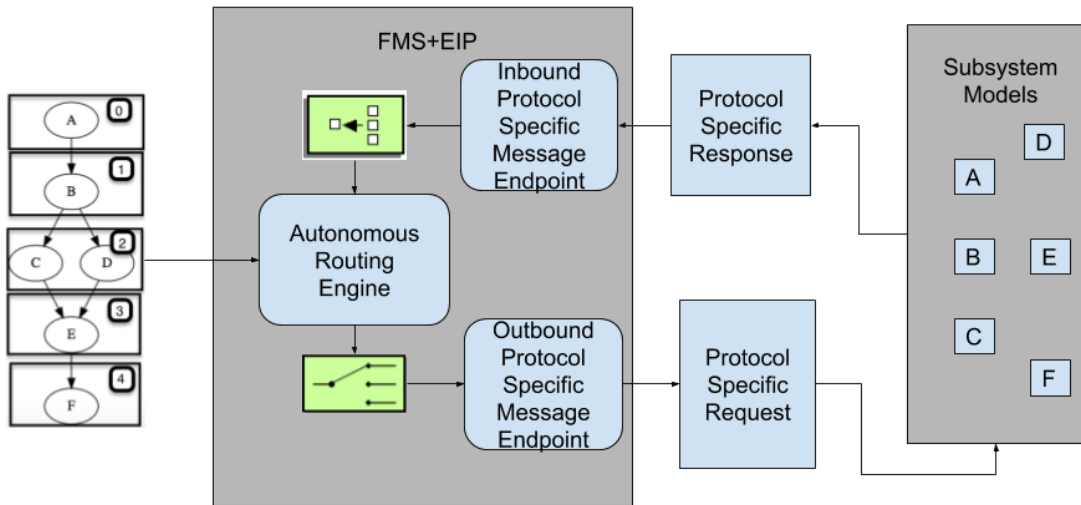 A
0
B
1
C
D
2
E
3
F
4
FMS+EIP
Inbound
Protocol
Specific
Message
Endpoint
Autonomous
Routing
Engine
Outbound
Protocol
Specific
Message
Endpoint
Protocol
Specific
Response
Protocol
Specific
Request
Subsystem
Models
D
A
B
E
C
F